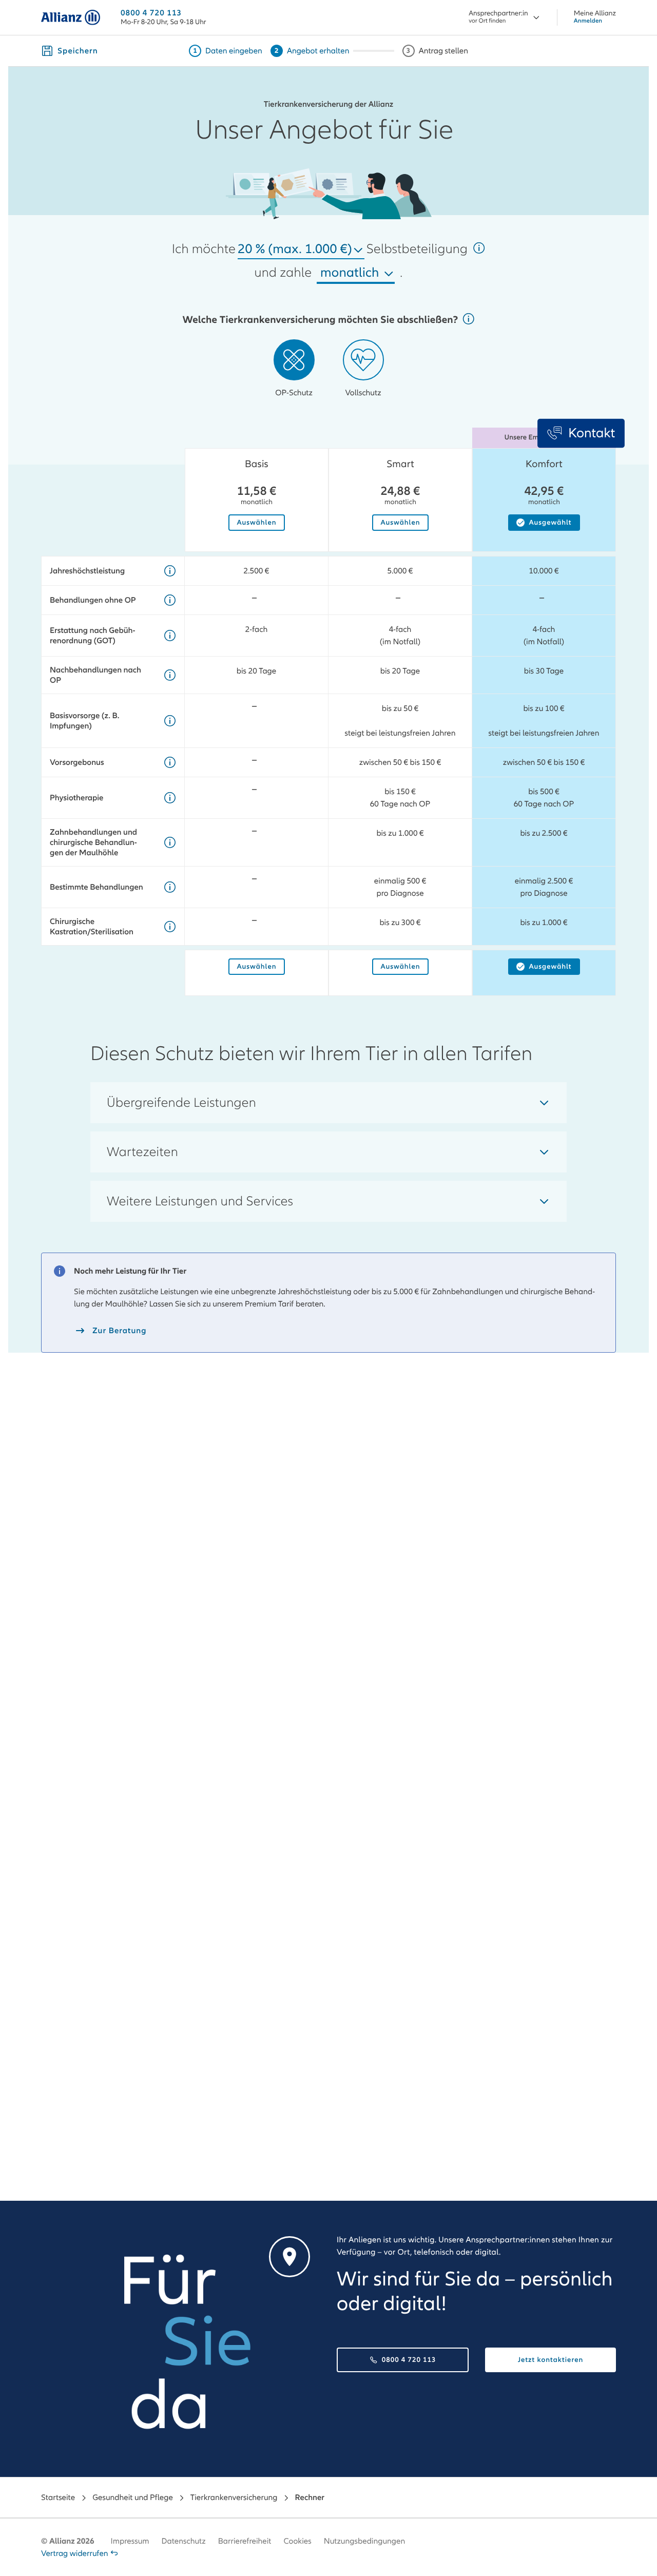 Allianz
0800 4 720 113
Mo-Fr 8-20 Uhr, Sa 9-18 Uhr
Ansprechpartner:in
vor Ort finden
Meine Allianz
Anmelden
Speichern
1 Daten eingeben
2 Angebot erhalten
3 Antrag stellen
Tierkrankenversicherung der Allianz
Unser Angebot für Sie
Ich möchte 20 % (max. 1.000 €) Selbstbeteiligung
und zahle monatlich .
Welche Tierkrankenversicherung möchten Sie abschließen?
OP-Schutz
Vollschutz
Unsere
Kontakt
Basis
11,58 €
monatlich
Auswählen
Smart
24,88 €
monatlich
Auswählen
Komfort
42,95 €
monatlich
Ausgewählt
Jahreshöchstleistung
2.500 €
5.000 €
10.000 €
Behandlungen ohne OP
–
–
–
Erstattung nach Gebüh-
renordnung (GOT)
2-fach
4-fach
(im Notfall)
4-fach
(im Notfall)
Nachbehandlungen nach
OP
bis 20 Tage
bis 20 Tage
bis 30 Tage
Basisvorsorge (z. B.
Impfungen)
–
bis zu 50 €
steigt bei leistungsfreien Jahren
bis zu 100 €
steigt bei leistungsfreien Jahren
Vorsorgebonus
–
zwischen 50 € bis 150 €
zwischen 50 € bis 150 €
Physiotherapie
–
bis 150 €
60 Tage nach OP
bis 500 €
60 Tage nach OP
Zahnbehandlungen und
chirurgische Behandlun-
gen der Maulhöhle
–
bis zu 1.000 €
bis zu 2.500 €
Bestimmte Behandlungen
–
einmalig 500 €
pro Diagnose
einmalig 2.500 €
pro Diagnose
Chirurgische
Kastration/Sterilisation
–
bis zu 300 €
bis zu 1.000 €
Auswählen
Auswählen
Ausgewählt
Diesen Schutz bieten wir Ihrem Tier in allen Tarifen
Übergreifende Leistungen
Wartezeiten
Weitere Leistungen und Services
Noch mehr Leistung für Ihr Tier
Sie möchten zusätzliche Leistungen wie eine unbegrenzte Jahreshöchstleistung oder bis zu 5.000 € für Zahnbehandlungen und chirurgische Behand-
lung der Maulhöhle? Lassen Sie sich zu unserem Premium Tarif beraten.
Zur Beratung
Für
Sie
da
Ihr Anliegen ist uns wichtig. Unsere Ansprechpartner:innen stehen Ihnen zur
Verfügung – vor Ort, telefonisch oder digital.
Wir sind für Sie da – persönlich
oder digital!
0800 4 720 113
Jetzt kontaktieren
Startseite
Gesundheit und Pflege
Tierkrankenversicherung
Rechner
© Allianz 2026
Impressum
Datenschutz
Barrierefreiheit
Cookies
Nutzungsbedingungen
Vertrag widerrufen